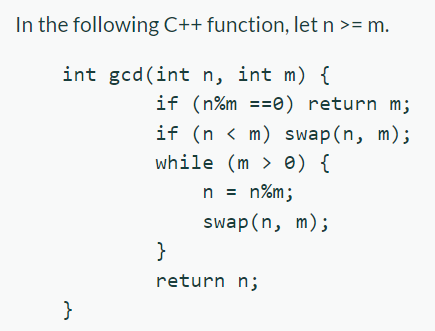 In the following C++ function, let n >= m.
int gcd(int n, int m) {
if (n%m ==0) return m;
if (n < m) swap(n, m);
while (m > 0) {
n = n%m;
swap(n, m);
}
return n;
}